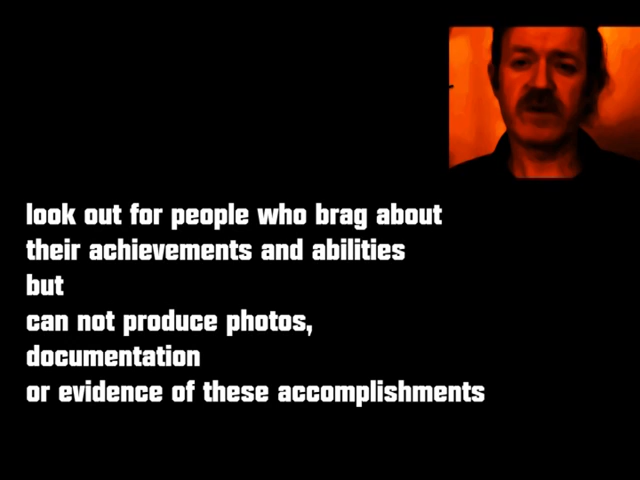 look out for people who brag about
their achievements and abilities
but
can not produce photos,
documentation
or evidence of these accomplishments